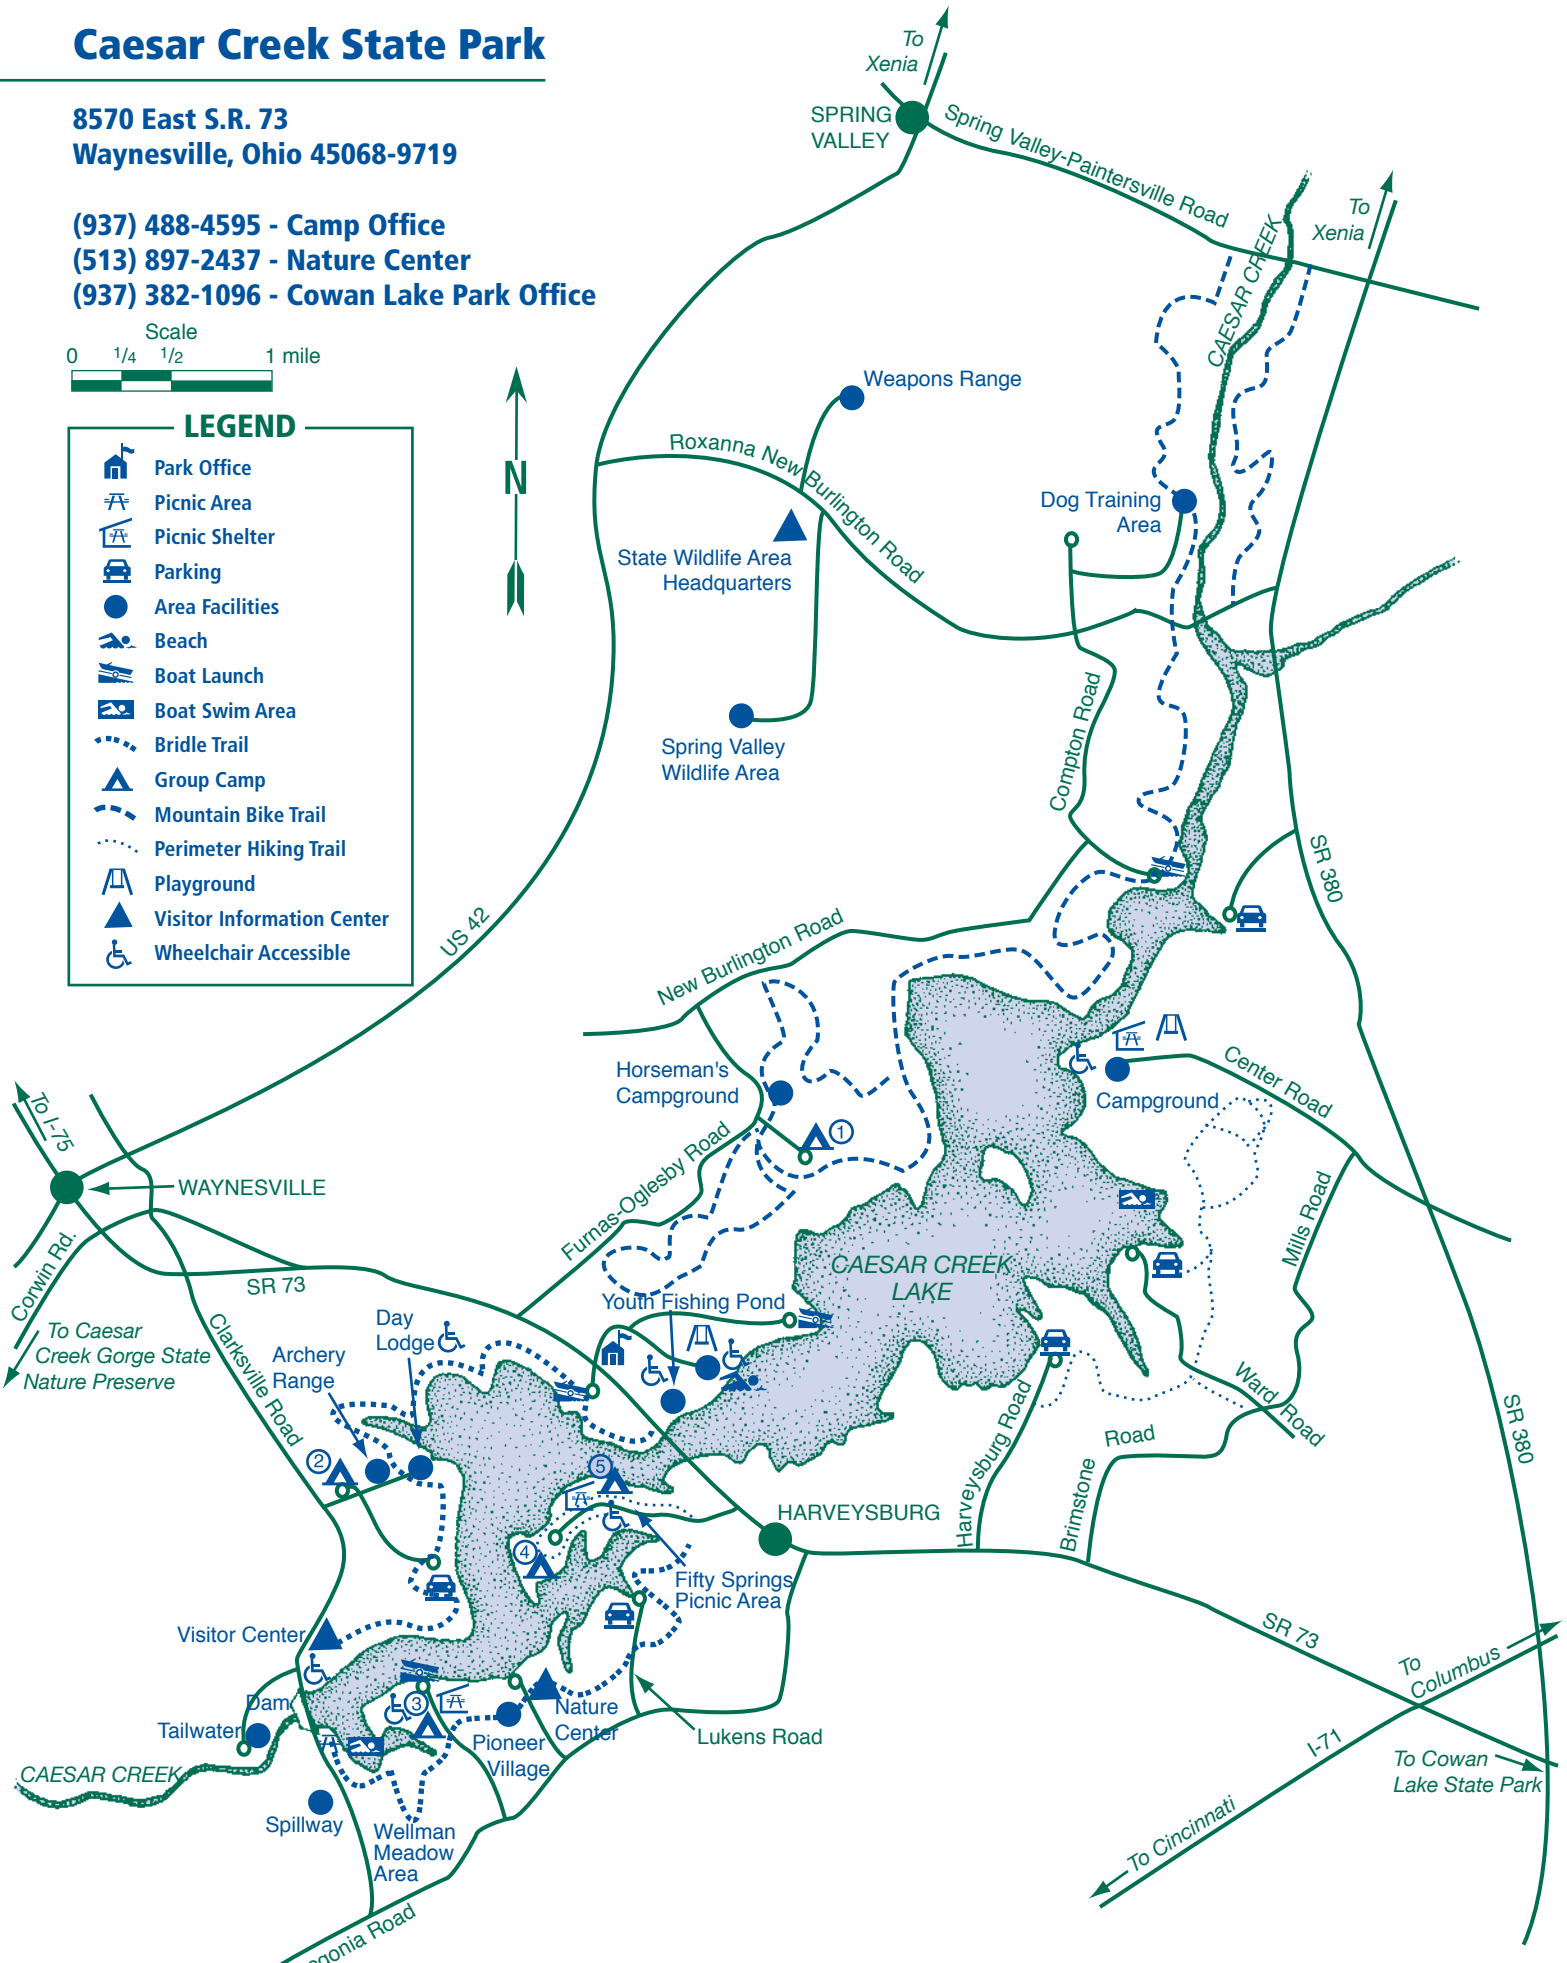 Caesar Creek State Park
8570 East S.R. 73
Waynesville, Ohio 45068-9719
(937) 488-4595 - Camp Office
(513) 897-2437 - Nature Center
(937) 382-1096 - Cowan Lake Park Office
Scale
0 1/4 1/2 1 mile
LEGEND
Park Office
Picnic Area
Picnic Shelter
Parking
Area Facilities
Beach
Boat Launch
Boat Swim Area
Bridle Trail
Group Camp
Mountain Bike Trail
Perimeter Hiking Trail
Playground
Visitor Information Center
Wheelchair Accessible
N
To
Xenia
SPRING
VALLEY
Spring Valley-Paintersville Road
CAESAR CREEK
To
Xenia
Weapons Range
Roxanna New Burlington Road
State Wildlife Area
Headquarters
Dog Training
Area
Spring Valley
Wildlife Area
Compton Road
SR 380
US 42
New Burlington Road
Horseman's
Campground
1
Campground
Center Road
Furnas-Oglesby Road
Mills Road
To I-75
WAYNESVILLE
Corwin Rd.
SR 73
To Caesar
Creek Gorge State
Nature Preserve
Clarksville Road
Archery
Range
Day
Lodge
Youth Fishing Pond
CAESAR CREEK
LAKE
Harveysburg Road
Ward Road
Road
Brimstone
SR 380
2
5
4
HARVEYSBURG
Fifty Springs
Picnic Area
Visitor Center
Dam
Tailwater
3
Nature
Center
Pioneer
Village
Lukens Road
CAESAR CREEK
Spillway
Wellman
Meadow
Area
SR 73
To
Columbus
I-71
To Cowan
Lake State Park
To Cincinnati
Road